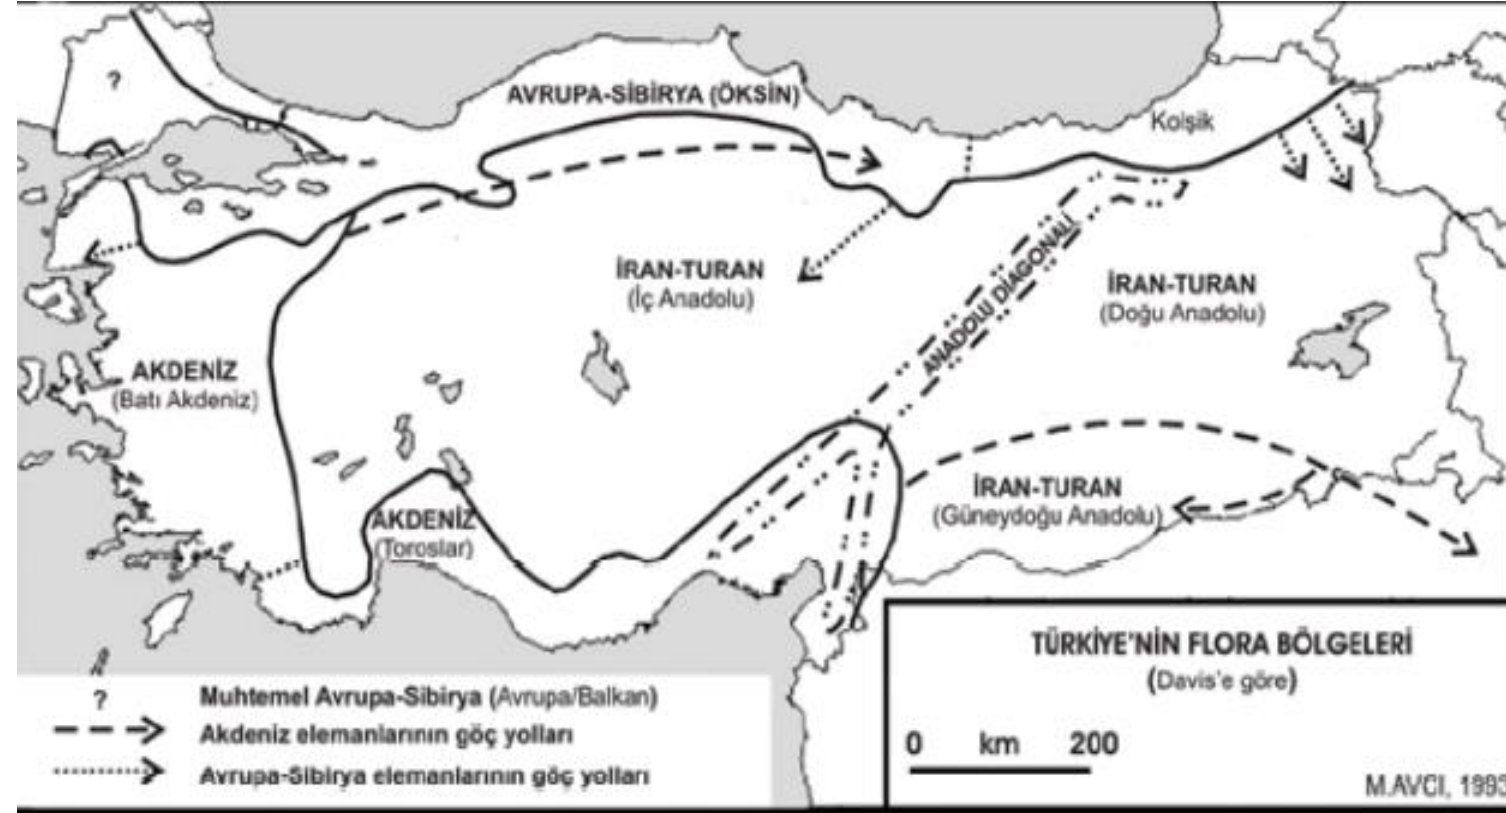 ?
AVRUPA-SİBİRYA (ÖKSİN)
Kolşik
İRAN-TURAN
(İç Anadolu)
ANADOLU DİAGONALİ
İRAN-TURAN
(Doğu Anadolu)
AKDENİZ
(Batı Akdeniz)
AKDENİZ
(Toroslar)
İRAN-TURAN
(Güneydoğu Anadolu)
TÜRKİYE'NİN FLORA BÖLGELERİ
(Davis'e göre)
0 km 200
M.AVCI, 1993
? Muhtemel Avrupa-Sibirya (Avrupa/Balkan)
Akdeniz elemanlarının göç yolları
Avrupa-Sibirya elemanlarının göç yolları